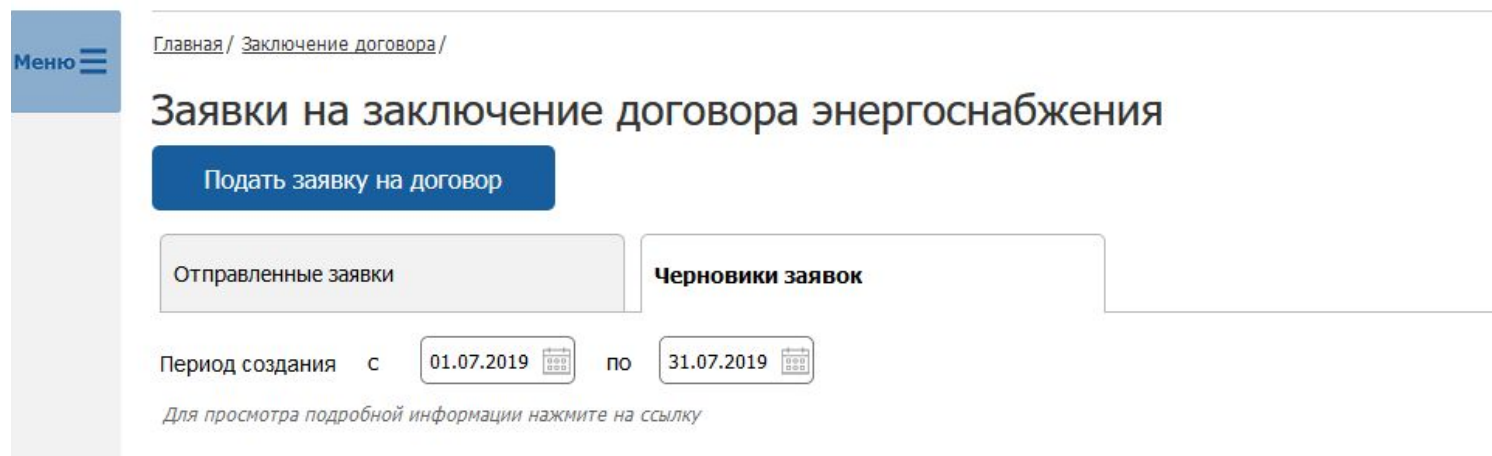 Меню
Главная / Заключение договора /
Заявки на заключение договора энергоснабжения
Подать заявку на договор
Отправленные заявки
Черновики заявок
Период создания с 01.07.2019 по 31.07.2019
Для просмотра подробной информации нажмите на ссылку